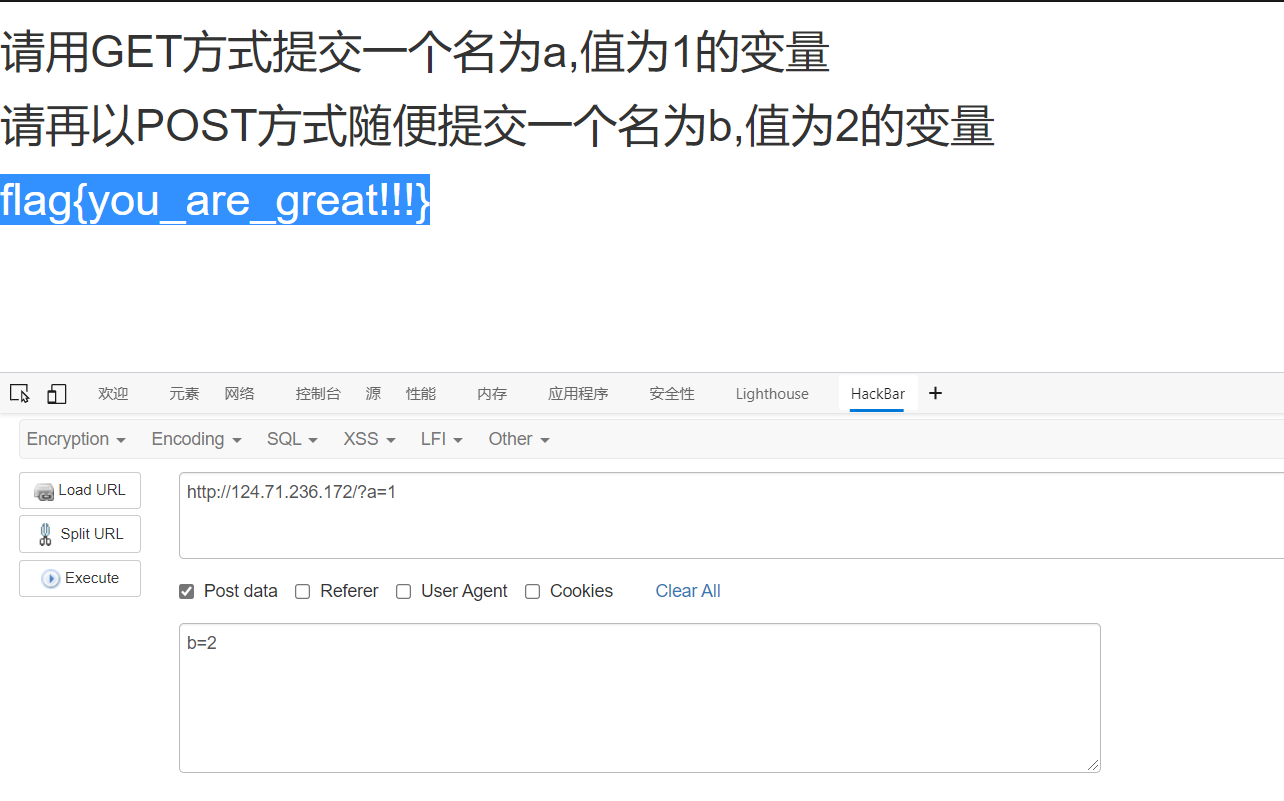 请用GET方式提交一个名为a,值为1的变量
请再以POST方式随便提交一个名为b,值为2的变量
flag{you_are_great!!!}
欢迎 元素 网络 控制台 源 性能 内存 应用程序 安全性 Lighthouse HackBar +
Encryption Encoding SQL XSS LFI Other
Load URL http://124.71.236.172/?a=1
Split URL
Execute
Post data Referer User Agent Cookies Clear All
b=2